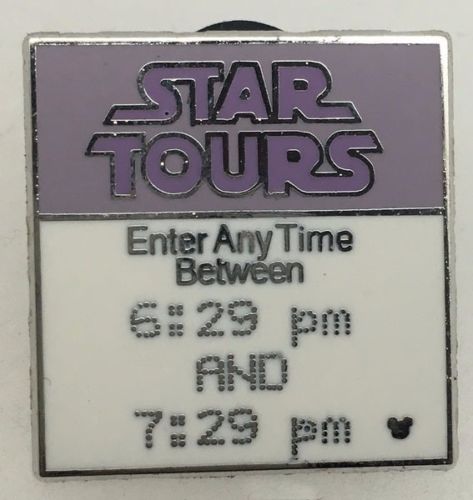 STAR
TOURS
Enter Any Time
Between
6:29 pm
AND
7:29 pm